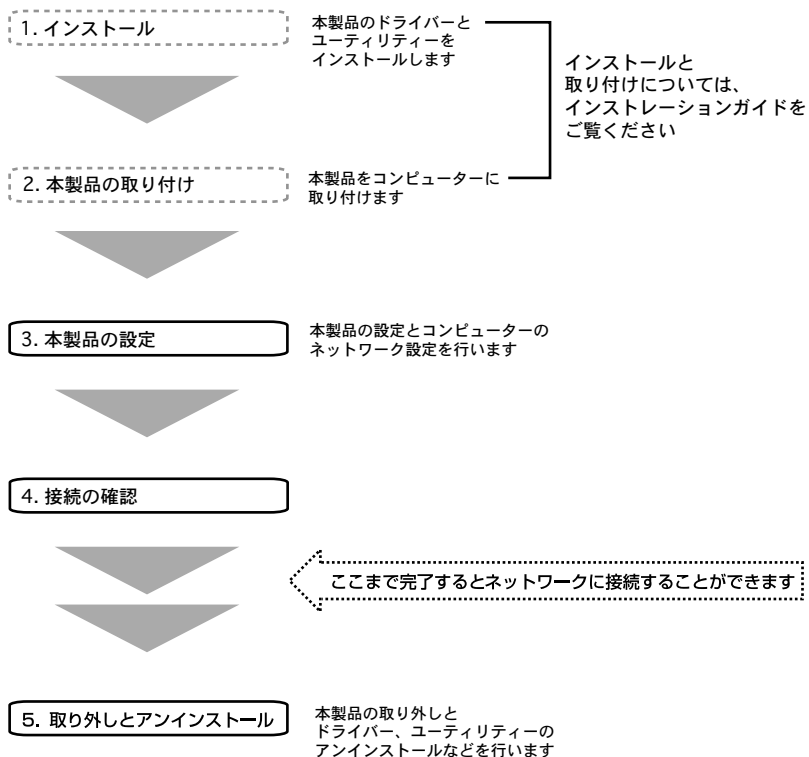 1. インストール
本製品のドライバーと
ユーティリティーを
インストールします
インストールと
取り付けについては、
インストレーションガイドを
ご覧ください
2. 本製品の取り付け
本製品をコンピューターに
取り付けます
3. 本製品の設定
本製品の設定とコンピューターの
ネットワーク設定を行います
4. 接続の確認
ここまで完了するとネットワークに接続することができます
5. 取り外しとアンインストール
本製品の取り外しと
ドライバー、ユーティリティーの
アンインストールなどを行います